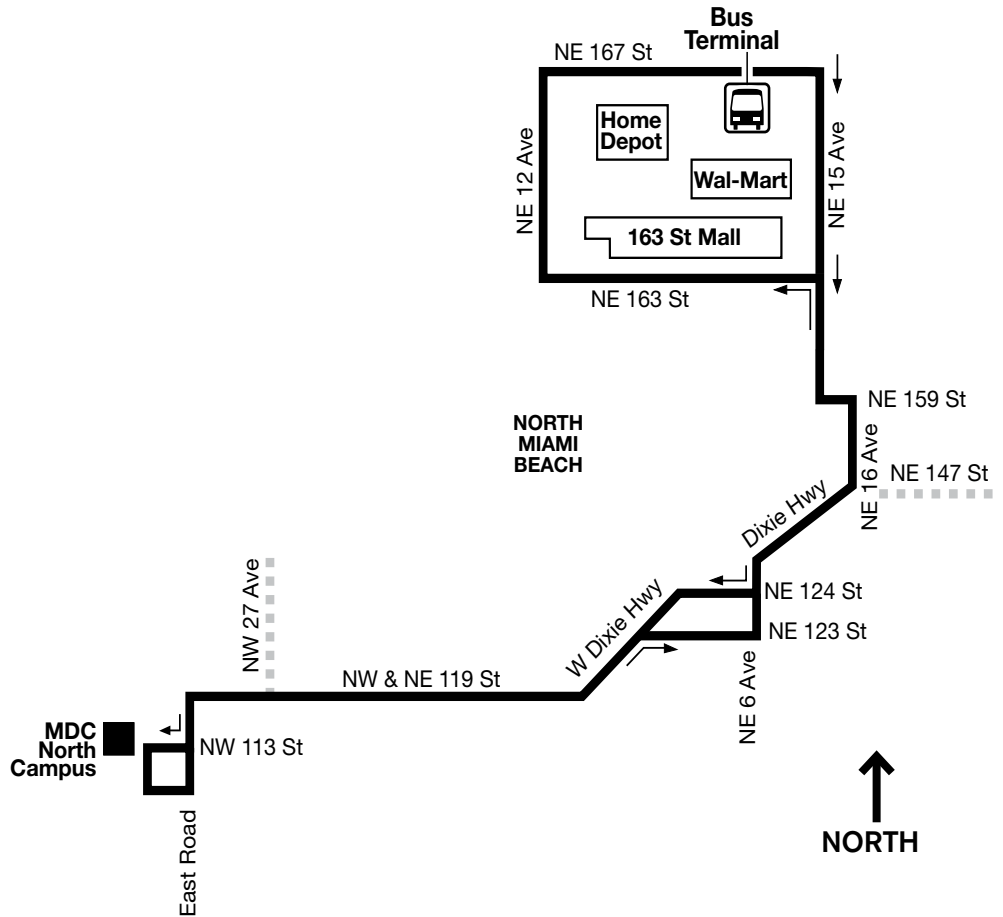 Bus
Terminal
NE 167 St
Home
Depot
NE 12 Ave
NE 15 Ave
Wal-Mart
163 St Mall
NE 163 St
NE 159 St
NORTH
MIAMI
BEACH
NE 16 Ave
NE 147 St
Dixie Hwy
NW 27 Ave
NE 124 St
W Dixie Hwy
NE 123 St
NW & NE 119 St
NE 6 Ave
MDC
North
Campus
NW 113 St
East Road
NORTH